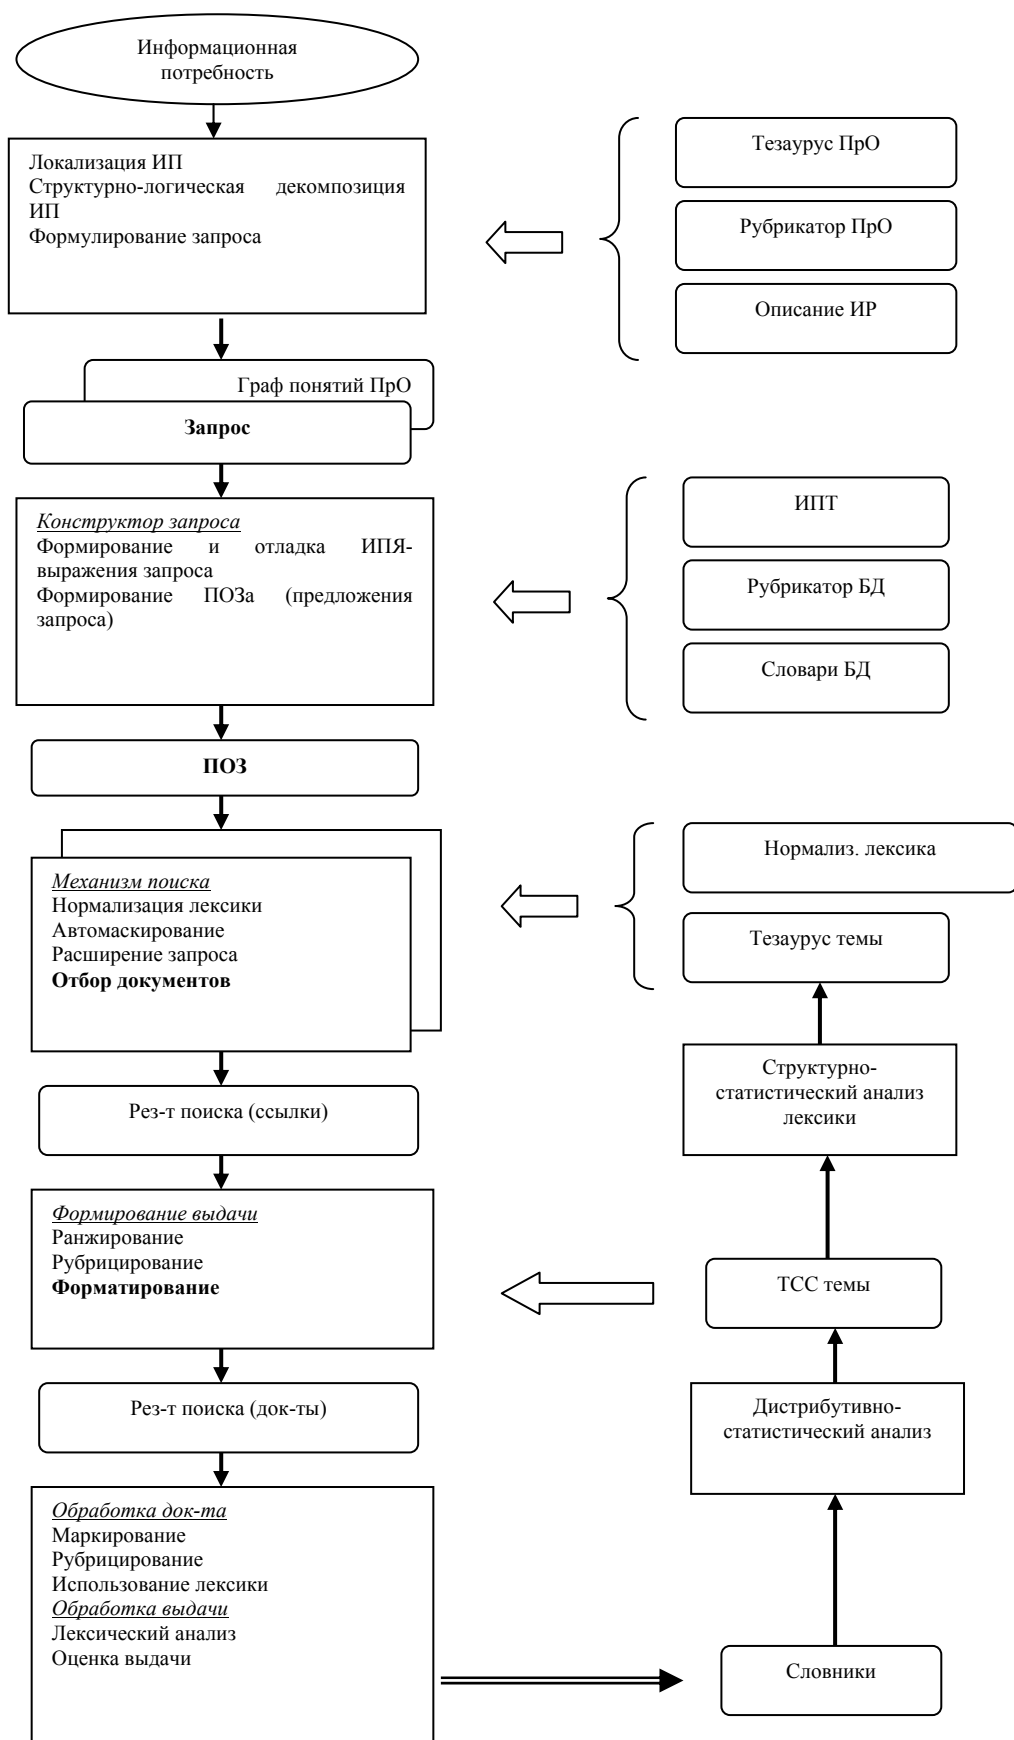 Информационная
потребность
Локализация ИП
Структурно-логическая декомпозиция
ИП
Формулирование запроса
Тезаурус ПрО
Рубрикатор ПрО
Описание ИР
Граф понятий ПрО
Запрос
Конструктор запроса
Формирование и отладка ИПЯ-
выражения запроса
Формирование ПОЗа (предложения
запроса)
ИПТ
Рубрикатор БД
Словари БД
ПОЗ
Механизм поиска
Нормализация лексики
Автомаскирование
Расширение запроса
Отбор документов
Нормализ. лексика
Тезаурус темы
Структурно-
статистический анализ
лексики
Рез-т поиска (ссылки)
Формирование выдачи
Ранжирование
Рубрицирование
Форматирование
ТСС темы
Рез-т поиска (док-ты)
Дистрибутивно-
статистический анализ
Обработка док-та
Маркирование
Рубрицирование
Использование лексики
Обработка выдачи
Лексический анализ
Оценка выдачи
Словники